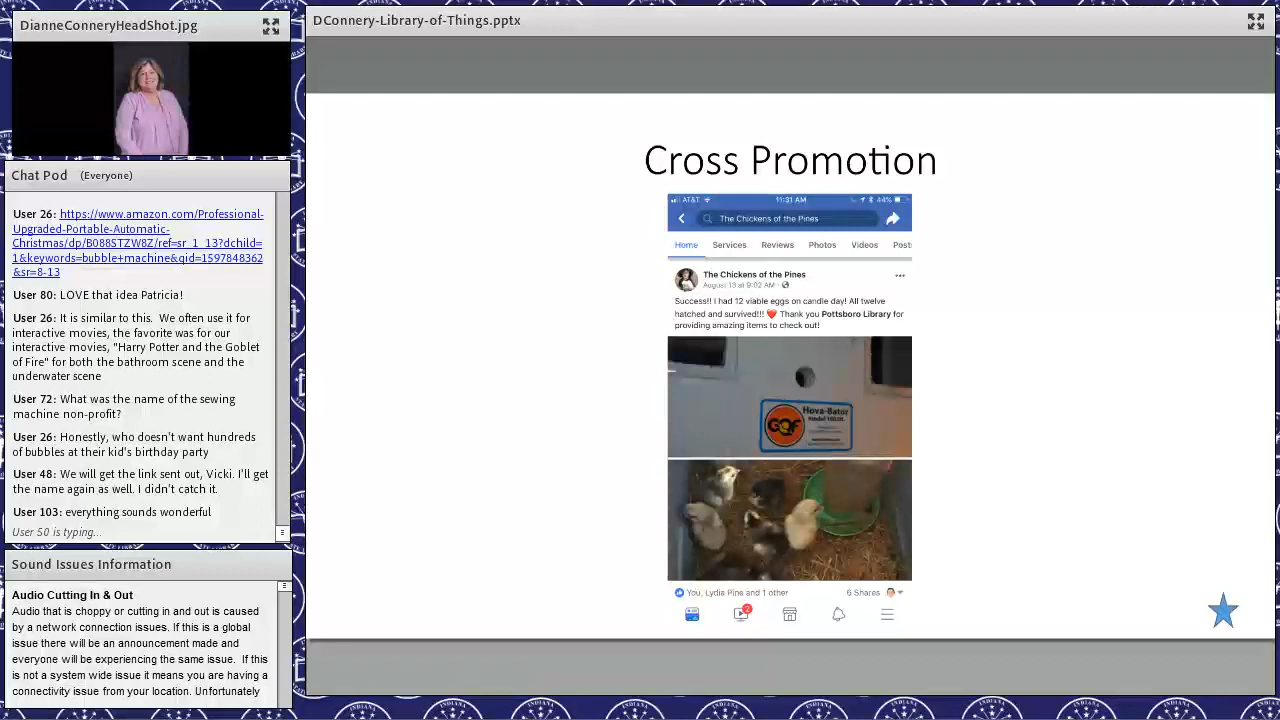 DianneConneryHeadShot.jpg
Chat Pod (Everyone)
User 26: https://www.amazon.com/Professional-
Upgraded-Portable-Automatic-
Christmas/dp/B088STZW8Z/ref=sr_1_13?dchild=
1&keywords=bubble+machine&qid=1597848362
&sr=8-13
User 80: LOVE that idea Patricia!
User 26: it is similar to this. We often use it for
interactive movies, the favorite was for our
interactive movies, "Harry Potter and the Goblet
of Fire" for both the bathroom scene and the
underwater scene
User 72: What was the name of the sewing
machine non-profit?
User 26: Honestly, who doesn't want hundreds
of bubbles at their kid's birthday party
User 48: We will get the link sent out, Vicki. I'll get
the name again as well. I didn't catch it.
User 103: everything sounds wonderful
User 50 is typing...
Sound Issues Information
Audio Cutting In & Out
Audio that is choppy or cutting in and out is caused
by a network connection issues. If this is a global
issue there will be an announcement made and
everyone will be experiencing the same issue. If this
is not a system wide issue it means you are having a
connectivity issue from your location. Unfortunately
DConnery-Library-of-Things.pptx
Cross Promotion
AT&T 11:31 AM 44%
The Chickens of the Pines
Home Services Reviews Photos Videos Posts
The Chickens of the Pines
August 13 at 9:02 AM
Success!! I had 12 viable eggs on candle day! All twelve
hatched and survived!!! ❤️ Thank you Pottsboro Library for
providing amazing items to check out!
Hova-Bator
GQF
You, Lydia Pine and 1 other 6 Shares
2